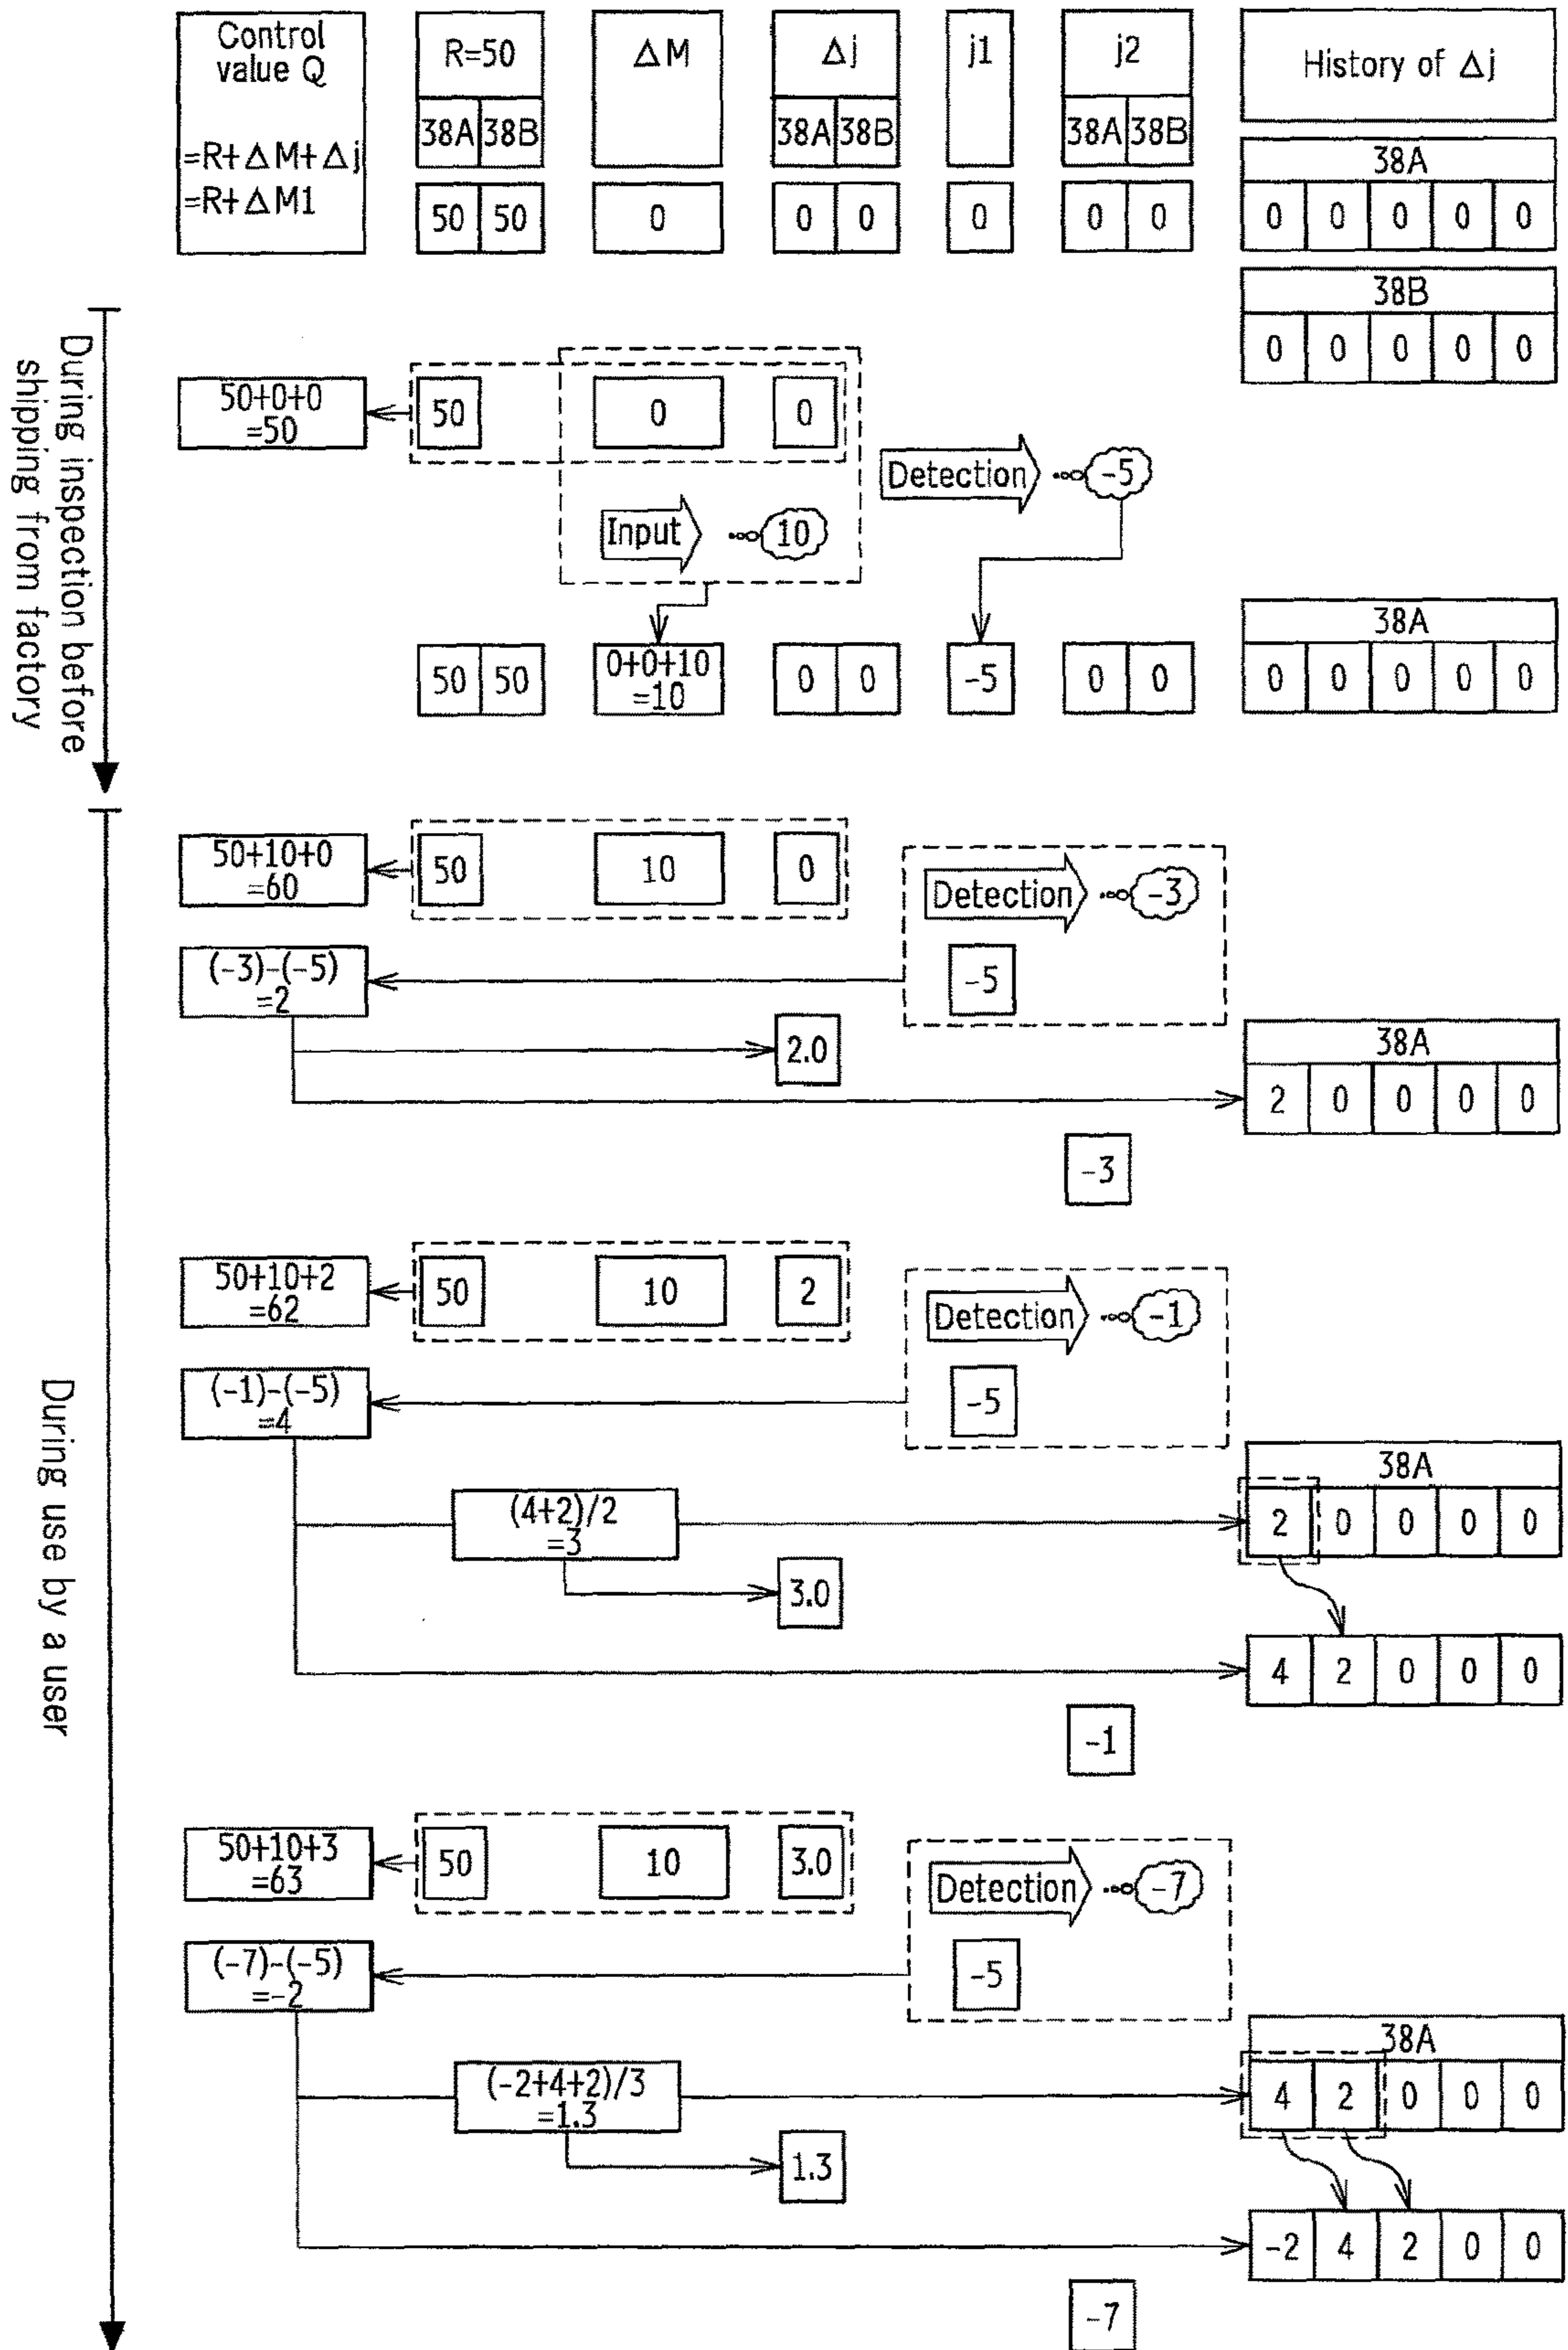 Control
value Q
=R+△M+△j
=R+△M1
R=50
38A 38B
50 50
△M
0
△j
38A 38B
0 0
j1
0
j2
38A 38B
0 0
History of △j
38A
0 0 0 0 0
38B
0 0 0 0 0
During inspection before
shipping from factory
50+0+0
=50
50
0
0
Detection
-5
Input
10
50 50
0+0+10
=10
0 0
-5
0 0
38A
0 0 0 0 0
During use by a user
50+10+0
=60
50
10
0
Detection
-3
-5
(-3)-(-5)
=2
2.0
38A
2 0 0 0 0
-3
50+10+2
=62
50
10
2
Detection
-1
-5
(-1)-(-5)
=4
38A
2 0 0 0 0
(4+2)/2
=3
3.0
4 2 0 0 0
-1
50+10+3
=63
50
10
3.0
Detection
-7
-5
(-7)-(-5)
=-2
38A
4 2 0 0 0
(-2+4+2)/3
=1.3
1.3
-2 4 2 0 0
-7